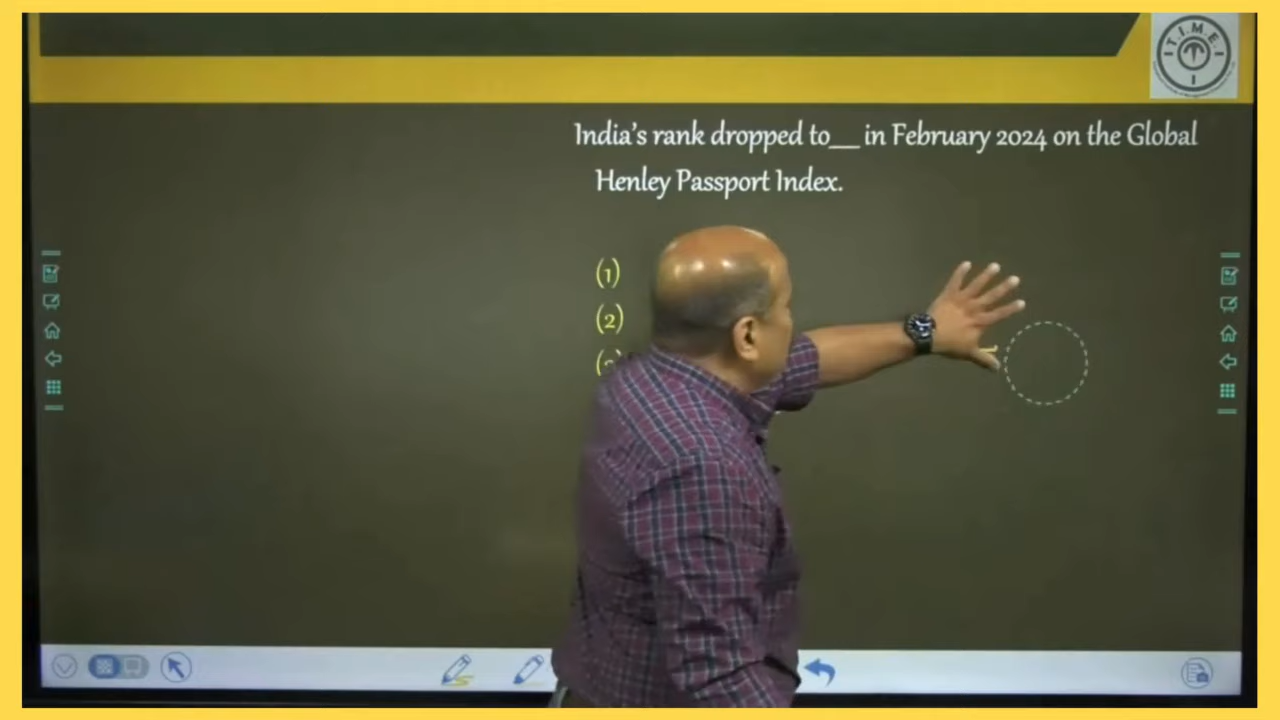 T.I.M.E.
India's rank dropped to__ in February 2024 on the Global
Henley Passport Index.
(1)
(2)